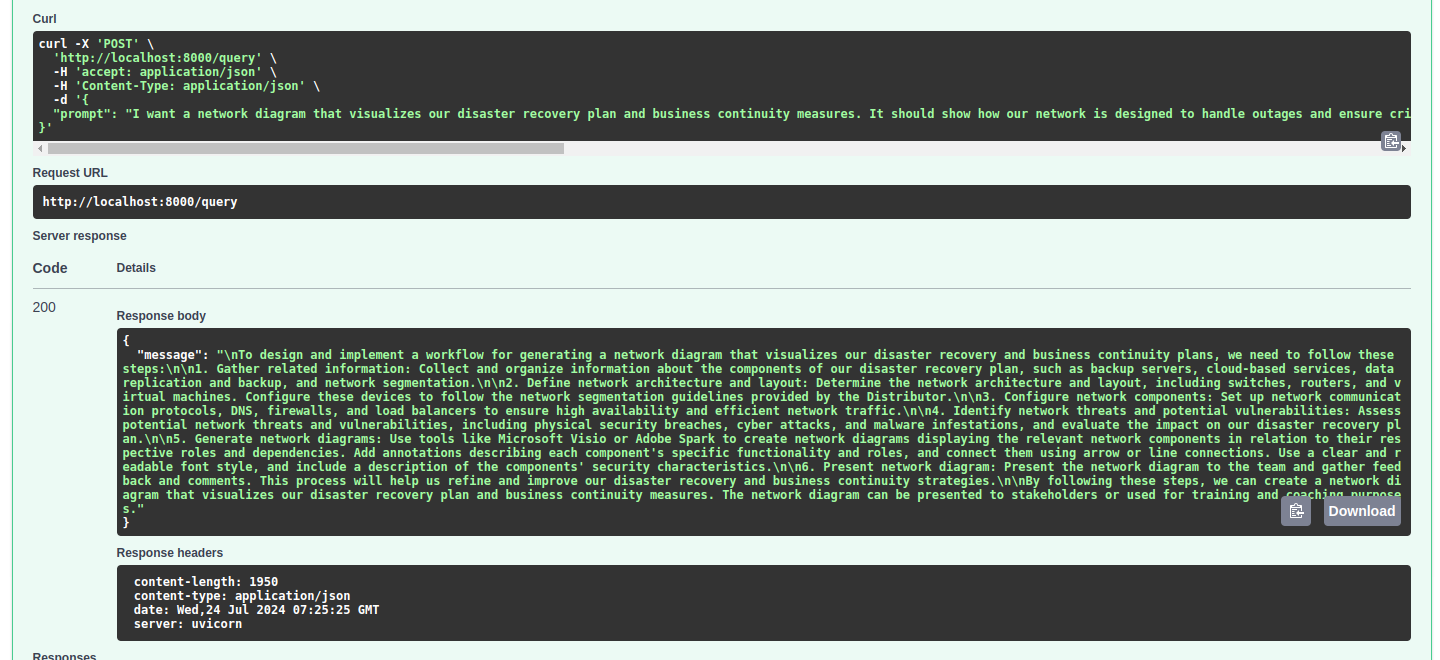 Curl
curl -X 'POST' \
  'http://localhost:8000/query' \
  -H 'accept: application/json' \
  -H 'Content-Type: application/json' \
  -d '{
  "prompt": "I want a network diagram that visualizes our disaster recovery plan and business continuity measures. It should show how our network is designed to handle outages and ensure cri
}'
Request URL
http://localhost:8000/query
Server response
Code Details
200
Response body
{
  "message": "\nTo design and implement a workflow for generating a network diagram that visualizes our disaster recovery and business continuity plans, we need to follow these
steps:\n\n1. Gather related information: Collect and organize information about the components of our disaster recovery plan, such as backup servers, cloud-based services, data
replication and backup, and network segmentation.\n\n2. Define network architecture and layout: Determine the network architecture and layout, including switches, routers, and v
irtual machines. Configure these devices to follow the network segmentation guidelines provided by the Distributor.\n\n3. Configure network components: Set up network communicat
ion protocols, DNS, firewalls, and load balancers to ensure high availability and efficient network traffic.\n\n4. Identify network threats and potential vulnerabilities: Assess
potential network threats and vulnerabilities, including physical security breaches, cyber attacks, and malware infestations, and evaluate the impact on our disaster recovery pl
an.\n\n5. Generate network diagrams: Use tools like Microsoft Visio or Adobe Spark to create network diagrams displaying the relevant network components in relation to their res
pective roles and dependencies. Add annotations describing each component's specific functionality and roles, and connect them using arrow or line connections. Use a clear and r
eadable font style, and include a description of the components' security characteristics.\n\n6. Present network diagram: Present the network diagram to the team and gather feed
back and comments. This process will help us refine and improve our disaster recovery and business continuity strategies.\n\nBy following these steps, we can create a network di
agram that visualizes our disaster recovery plan and business continuity measures. The network diagram can be presented to stakeholders or used for training and coaching purpose
s."
}
Download
Response headers
content-length: 1950
content-type: application/json
date: Wed,24 Jul 2024 07:25:25 GMT
server: uvicorn
Responses